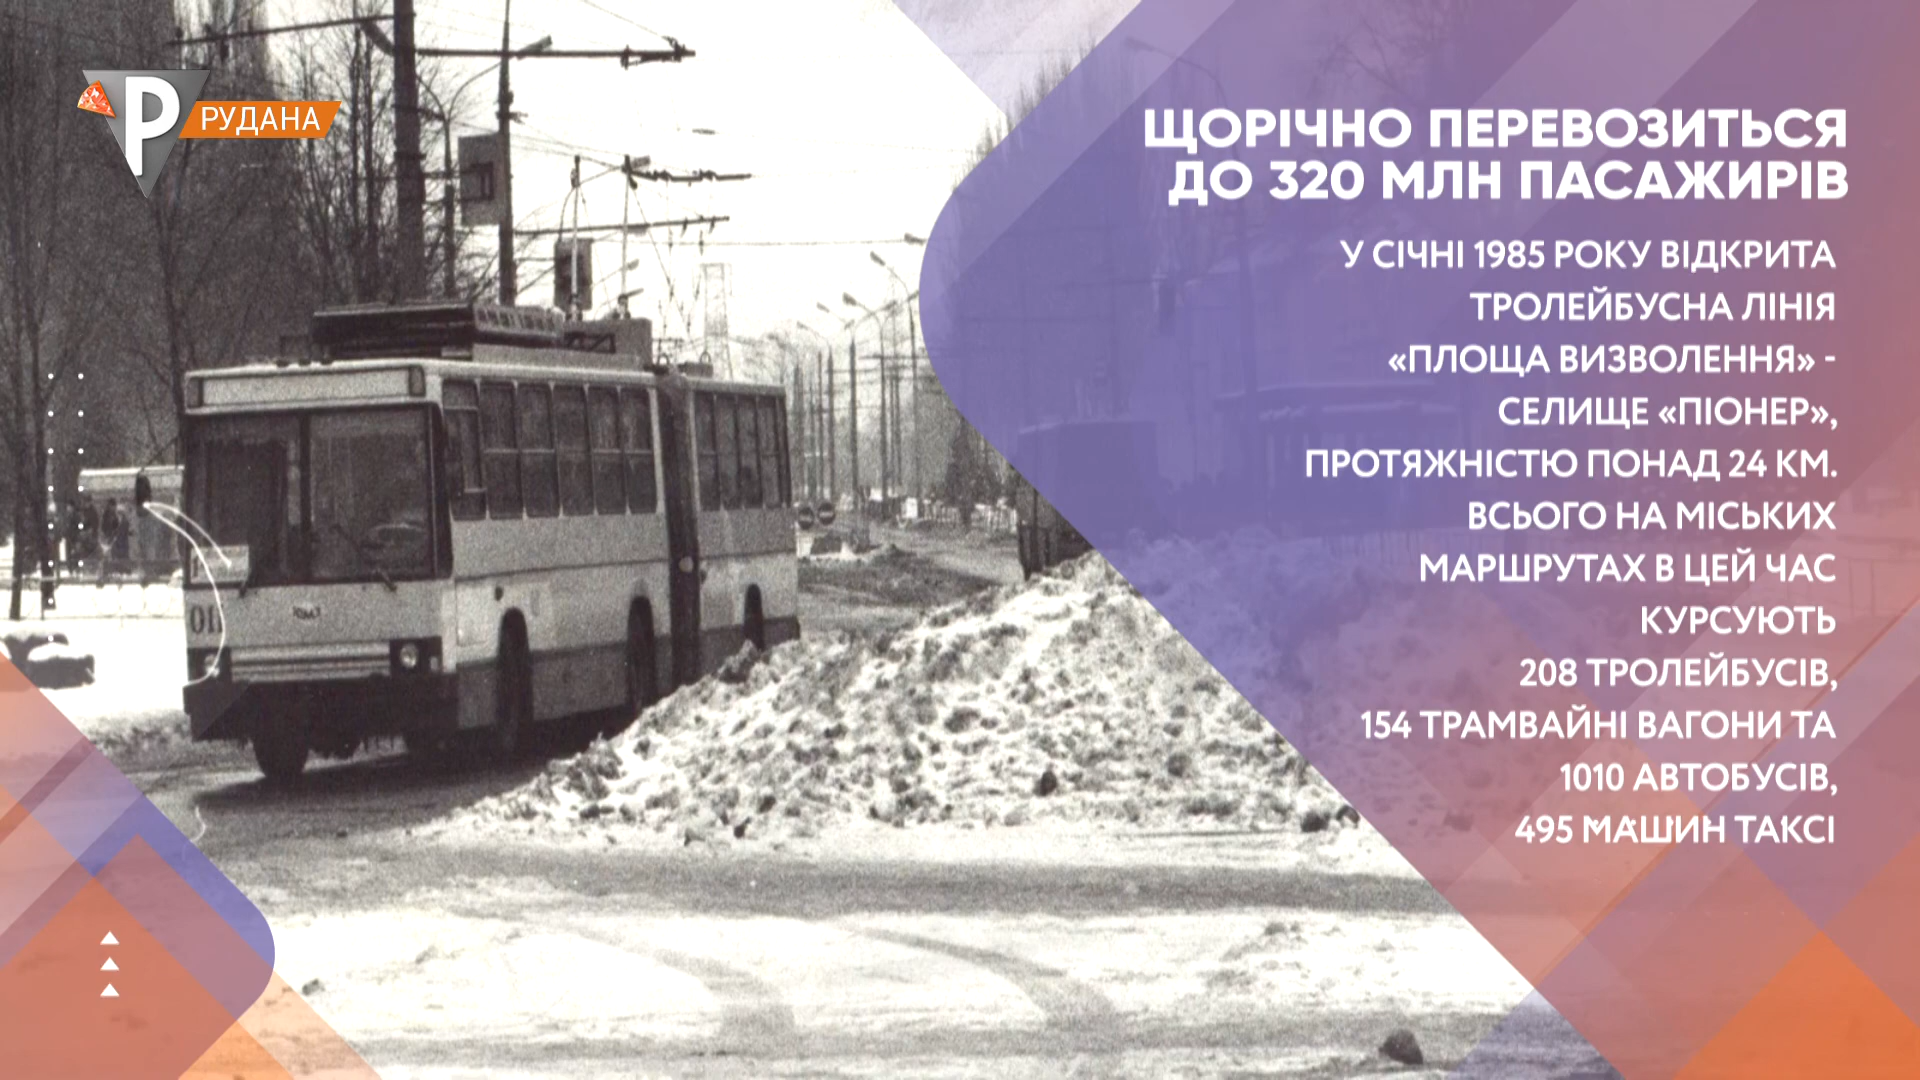 Р РУДАНА
ЩОРІЧНО ПЕРЕВОЗИТЬСЯ
ДО 320 МЛН ПАСАЖИРІВ
У СІЧНІ 1985 РОКУ ВІДКРИТА
ТРОЛЕЙБУСНА ЛІНІЯ
«ПЛОЩА ВИЗВОЛЕННЯ» -
СЕЛИЩЕ «ПІОНЕР»,
ПРОТЯЖНІСТЮ ПОНАД 24 КМ.
ВСЬОГО НА МІСЬКИХ
МАРШРУТАХ В ЦЕЙ ЧАС
КУРСУЮТЬ
208 ТРОЛЕЙБУСІВ,
154 ТРАМВАЙНІ ВАГОНИ ТА
1010 АВТОБУСІВ,
495 МАШИН ТАКСІ